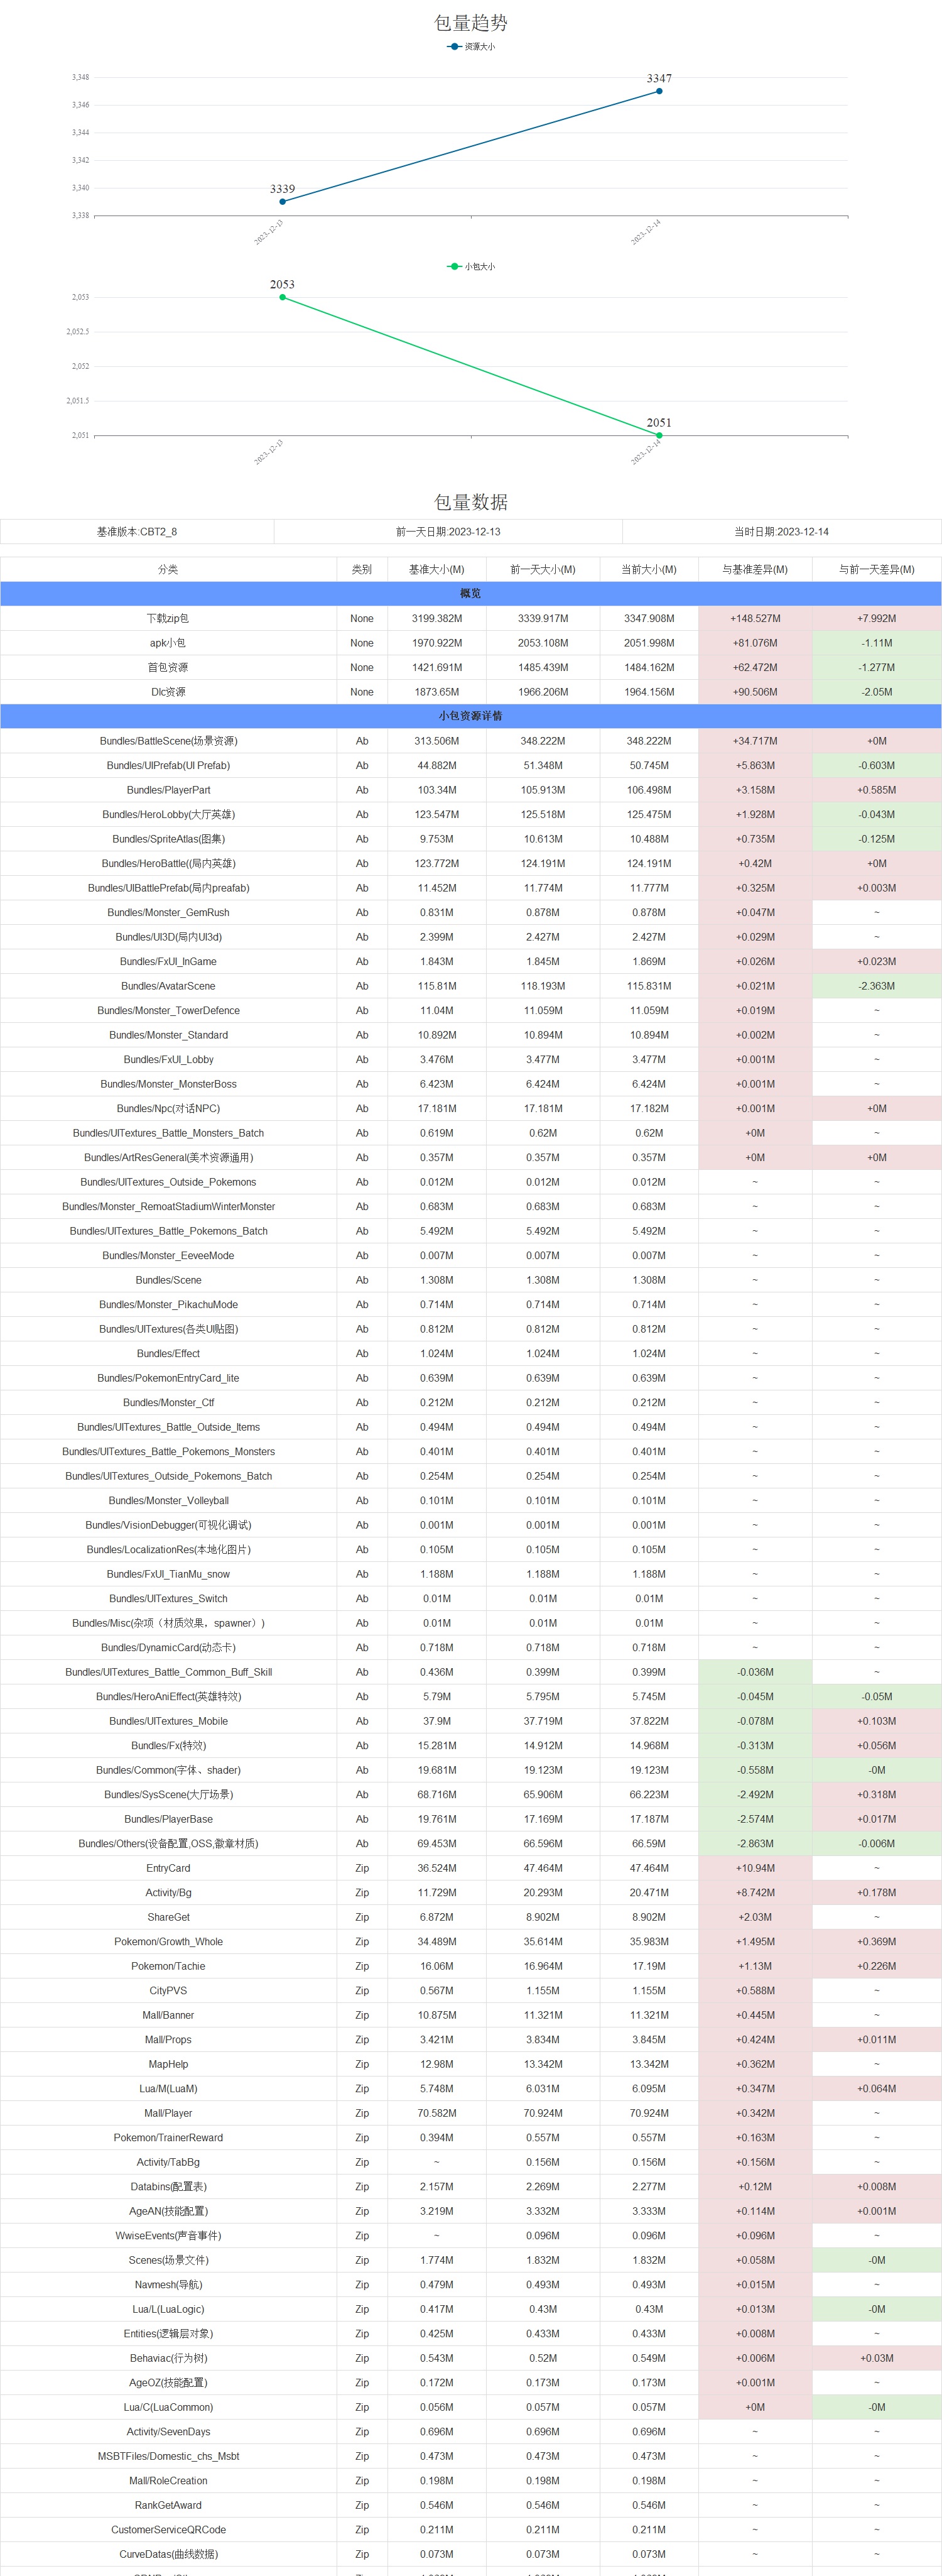 包量趋势
资源大小
3,348
3,346
3,344
3,342
3,340
3,338
3339
3347
2023-12-13
2023-12-14
小包大小
2,053
2,052.5
2,052
2,051.5
2,051
2053
2051
2023-12-13
2023-12-14
包量数据
基准版本:CBT2_8 前一天日期:2023-12-13 当时日期:2023-12-14
分类 类别 基准大小(M) 前一天大小(M) 当前大小(M) 与基准差异(M) 与前一天差异(M)
概览
下载zip包 None 3199.382M 3339.917M 3347.908M +148.527M +7.992M
apk小包 None 1970.922M 2053.108M 2051.998M +81.076M -1.11M
首包资源 None 1421.691M 1485.439M 1484.162M +62.472M -1.277M
Dlc资源 None 1873.65M 1966.206M 1964.156M +90.506M -2.05M
小包资源详情
Bundles/BattleScene(场景资源) Ab 313.506M 348.222M 348.222M +34.717M +0M
Bundles/UIPrefab(UI Prefab) Ab 44.882M 51.348M 50.745M +5.863M -0.603M
Bundles/PlayerPart Ab 103.34M 105.913M 106.498M +3.158M +0.585M
Bundles/HeroLobby(大厅英雄) Ab 123.547M 125.518M 125.475M +1.928M -0.043M
Bundles/SpriteAtlas(图集) Ab 9.753M 10.613M 10.488M +0.735M -0.125M
Bundles/HeroBattle((局内英雄) Ab 123.772M 124.191M 124.191M +0.42M +0M
Bundles/UIBattlePrefab(局内preafab) Ab 11.452M 11.774M 11.777M +0.325M +0.003M
Bundles/Monster_GemRush Ab 0.831M 0.878M 0.878M +0.047M ~
Bundles/UI3D(局内UI3d) Ab 2.399M 2.427M 2.427M +0.029M ~
Bundles/FxUI_InGame Ab 1.843M 1.845M 1.869M +0.026M +0.023M
Bundles/AvatarScene Ab 115.81M 118.193M 115.831M +0.021M -2.363M
Bundles/Monster_TowerDefence Ab 11.04M 11.059M 11.059M +0.019M ~
Bundles/Monster_Standard Ab 10.892M 10.894M 10.894M +0.002M ~
Bundles/FxUI_Lobby Ab 3.476M 3.477M 3.477M +0.001M ~
Bundles/Monster_MonsterBoss Ab 6.423M 6.424M 6.424M +0.001M ~
Bundles/Npc(对话NPC) Ab 17.181M 17.181M 17.182M +0.001M +0M
Bundles/UITextures_Battle_Monsters_Batch Ab 0.619M 0.62M 0.62M +0M ~
Bundles/ArtResGeneral(美术资源通用) Ab 0.357M 0.357M 0.357M +0M +0M
Bundles/UITextures_Outside_Pokemons Ab 0.012M 0.012M 0.012M ~ ~
Bundles/Monster_RemoatStadiumWinterMonster Ab 0.683M 0.683M 0.683M ~ ~
Bundles/UITextures_Battle_Pokemons_Batch Ab 5.492M 5.492M 5.492M ~ ~
Bundles/Monster_EeveeMode Ab 0.007M 0.007M 0.007M ~ ~
Bundles/Scene Ab 1.308M 1.308M 1.308M ~ ~
Bundles/Monster_PikachuMode Ab 0.714M 0.714M 0.714M ~ ~
Bundles/UITextures(各类UI贴图) Ab 0.812M 0.812M 0.812M ~ ~
Bundles/Effect Ab 1.024M 1.024M 1.024M ~ ~
Bundles/PokemonEntryCard_lite Ab 0.639M 0.639M 0.639M ~ ~
Bundles/Monster_Ctf Ab 0.212M 0.212M 0.212M ~ ~
Bundles/UITextures_Battle_Outside_Items Ab 0.494M 0.494M 0.494M ~ ~
Bundles/UITextures_Battle_Pokemons_Monsters Ab 0.401M 0.401M 0.401M ~ ~
Bundles/UITextures_Outside_Pokemons_Batch Ab 0.254M 0.254M 0.254M ~ ~
Bundles/Monster_Volleyball Ab 0.101M 0.101M 0.101M ~ ~
Bundles/VisionDebugger(可视化调试) Ab 0.001M 0.001M 0.001M ~ ~
Bundles/LocalizationRes(本地化图片) Ab 0.105M 0.105M 0.105M ~ ~
Bundles/FxUI_TianMu_snow Ab 1.188M 1.188M 1.188M ~ ~
Bundles/UITextures_Switch Ab 0.01M 0.01M 0.01M ~ ~
Bundles/Misc(杂项（材质效果，spawner）) Ab 0.01M 0.01M 0.01M ~ ~
Bundles/DynamicCard(动态卡) Ab 0.718M 0.718M 0.718M ~ ~
Bundles/UITextures_Battle_Common_Buff_Skill Ab 0.436M 0.399M 0.399M -0.036M ~
Bundles/HeroAniEffect(英雄特效) Ab 5.79M 5.795M 5.745M -0.045M -0.05M
Bundles/UITextures_Mobile Ab 37.9M 37.719M 37.822M -0.078M +0.103M
Bundles/Fx(特效) Ab 15.281M 14.912M 14.968M -0.313M +0.056M
Bundles/Common(字体、shader) Ab 19.681M 19.123M 19.123M -0.558M -0M
Bundles/SysScene(大厅场景) Ab 68.716M 65.906M 66.223M -2.492M +0.318M
Bundles/PlayerBase Ab 19.761M 17.169M 17.187M -2.574M +0.017M
Bundles/Others(设备配置,OSS,徽章材质) Ab 69.453M 66.596M 66.59M -2.863M -0.006M
EntryCard Zip 36.524M 47.464M 47.464M +10.94M ~
Activity/Bg Zip 11.729M 20.293M 20.471M +8.742M +0.178M
ShareGet Zip 6.872M 8.902M 8.902M +2.03M ~
Pokemon/Growth_Whole Zip 34.489M 35.614M 35.983M +1.495M +0.369M
Pokemon/Tachie Zip 16.06M 16.964M 17.19M +1.13M +0.226M
CityPVS Zip 0.567M 1.155M 1.155M +0.588M ~
Mall/Banner Zip 10.875M 11.321M 11.321M +0.445M ~
Mall/Props Zip 3.421M 3.834M 3.845M +0.424M +0.011M
MapHelp Zip 12.98M 13.342M 13.342M +0.362M ~
Lua/M(LuaM) Zip 5.748M 6.031M 6.095M +0.347M +0.064M
Mall/Player Zip 70.582M 70.924M 70.924M +0.342M ~
Pokemon/TrainerReward Zip 0.394M 0.557M 0.557M +0.163M ~
Activity/TabBg Zip ~ 0.156M 0.156M +0.156M ~
Databins(配置表) Zip 2.157M 2.269M 2.277M +0.12M +0.008M
AgeAN(技能配置) Zip 3.219M 3.332M 3.333M +0.114M +0.001M
WwiseEvents(声音事件) Zip ~ 0.096M 0.096M +0.096M ~
Scenes(场景文件) Zip 1.774M 1.832M 1.832M +0.058M -0M
Navmesh(导航) Zip 0.479M 0.493M 0.493M +0.015M ~
Lua/L(LuaLogic) Zip 0.417M 0.43M 0.43M +0.013M -0M
Entities(逻辑层对象) Zip 0.425M 0.433M 0.433M +0.008M ~
Behaviac(行为树) Zip 0.543M 0.52M 0.549M +0.006M +0.03M
AgeOZ(技能配置) Zip 0.172M 0.173M 0.173M +0.001M ~
Lua/C(LuaCommon) Zip 0.056M 0.057M 0.057M +0M -0M
Activity/SevenDays Zip 0.696M 0.696M 0.696M ~ ~
MSBTFiles/Domestic_chs_Msbt Zip 0.473M 0.473M 0.473M ~ ~
Mall/RoleCreation Zip 0.198M 0.198M 0.198M ~ ~
RankGetAward Zip 0.546M 0.546M 0.546M ~ ~
CustomerServiceQRCode Zip 0.211M 0.211M 0.211M ~ ~
CurveDatas(曲线数据) Zip 0.073M 0.073M 0.073M ~ ~